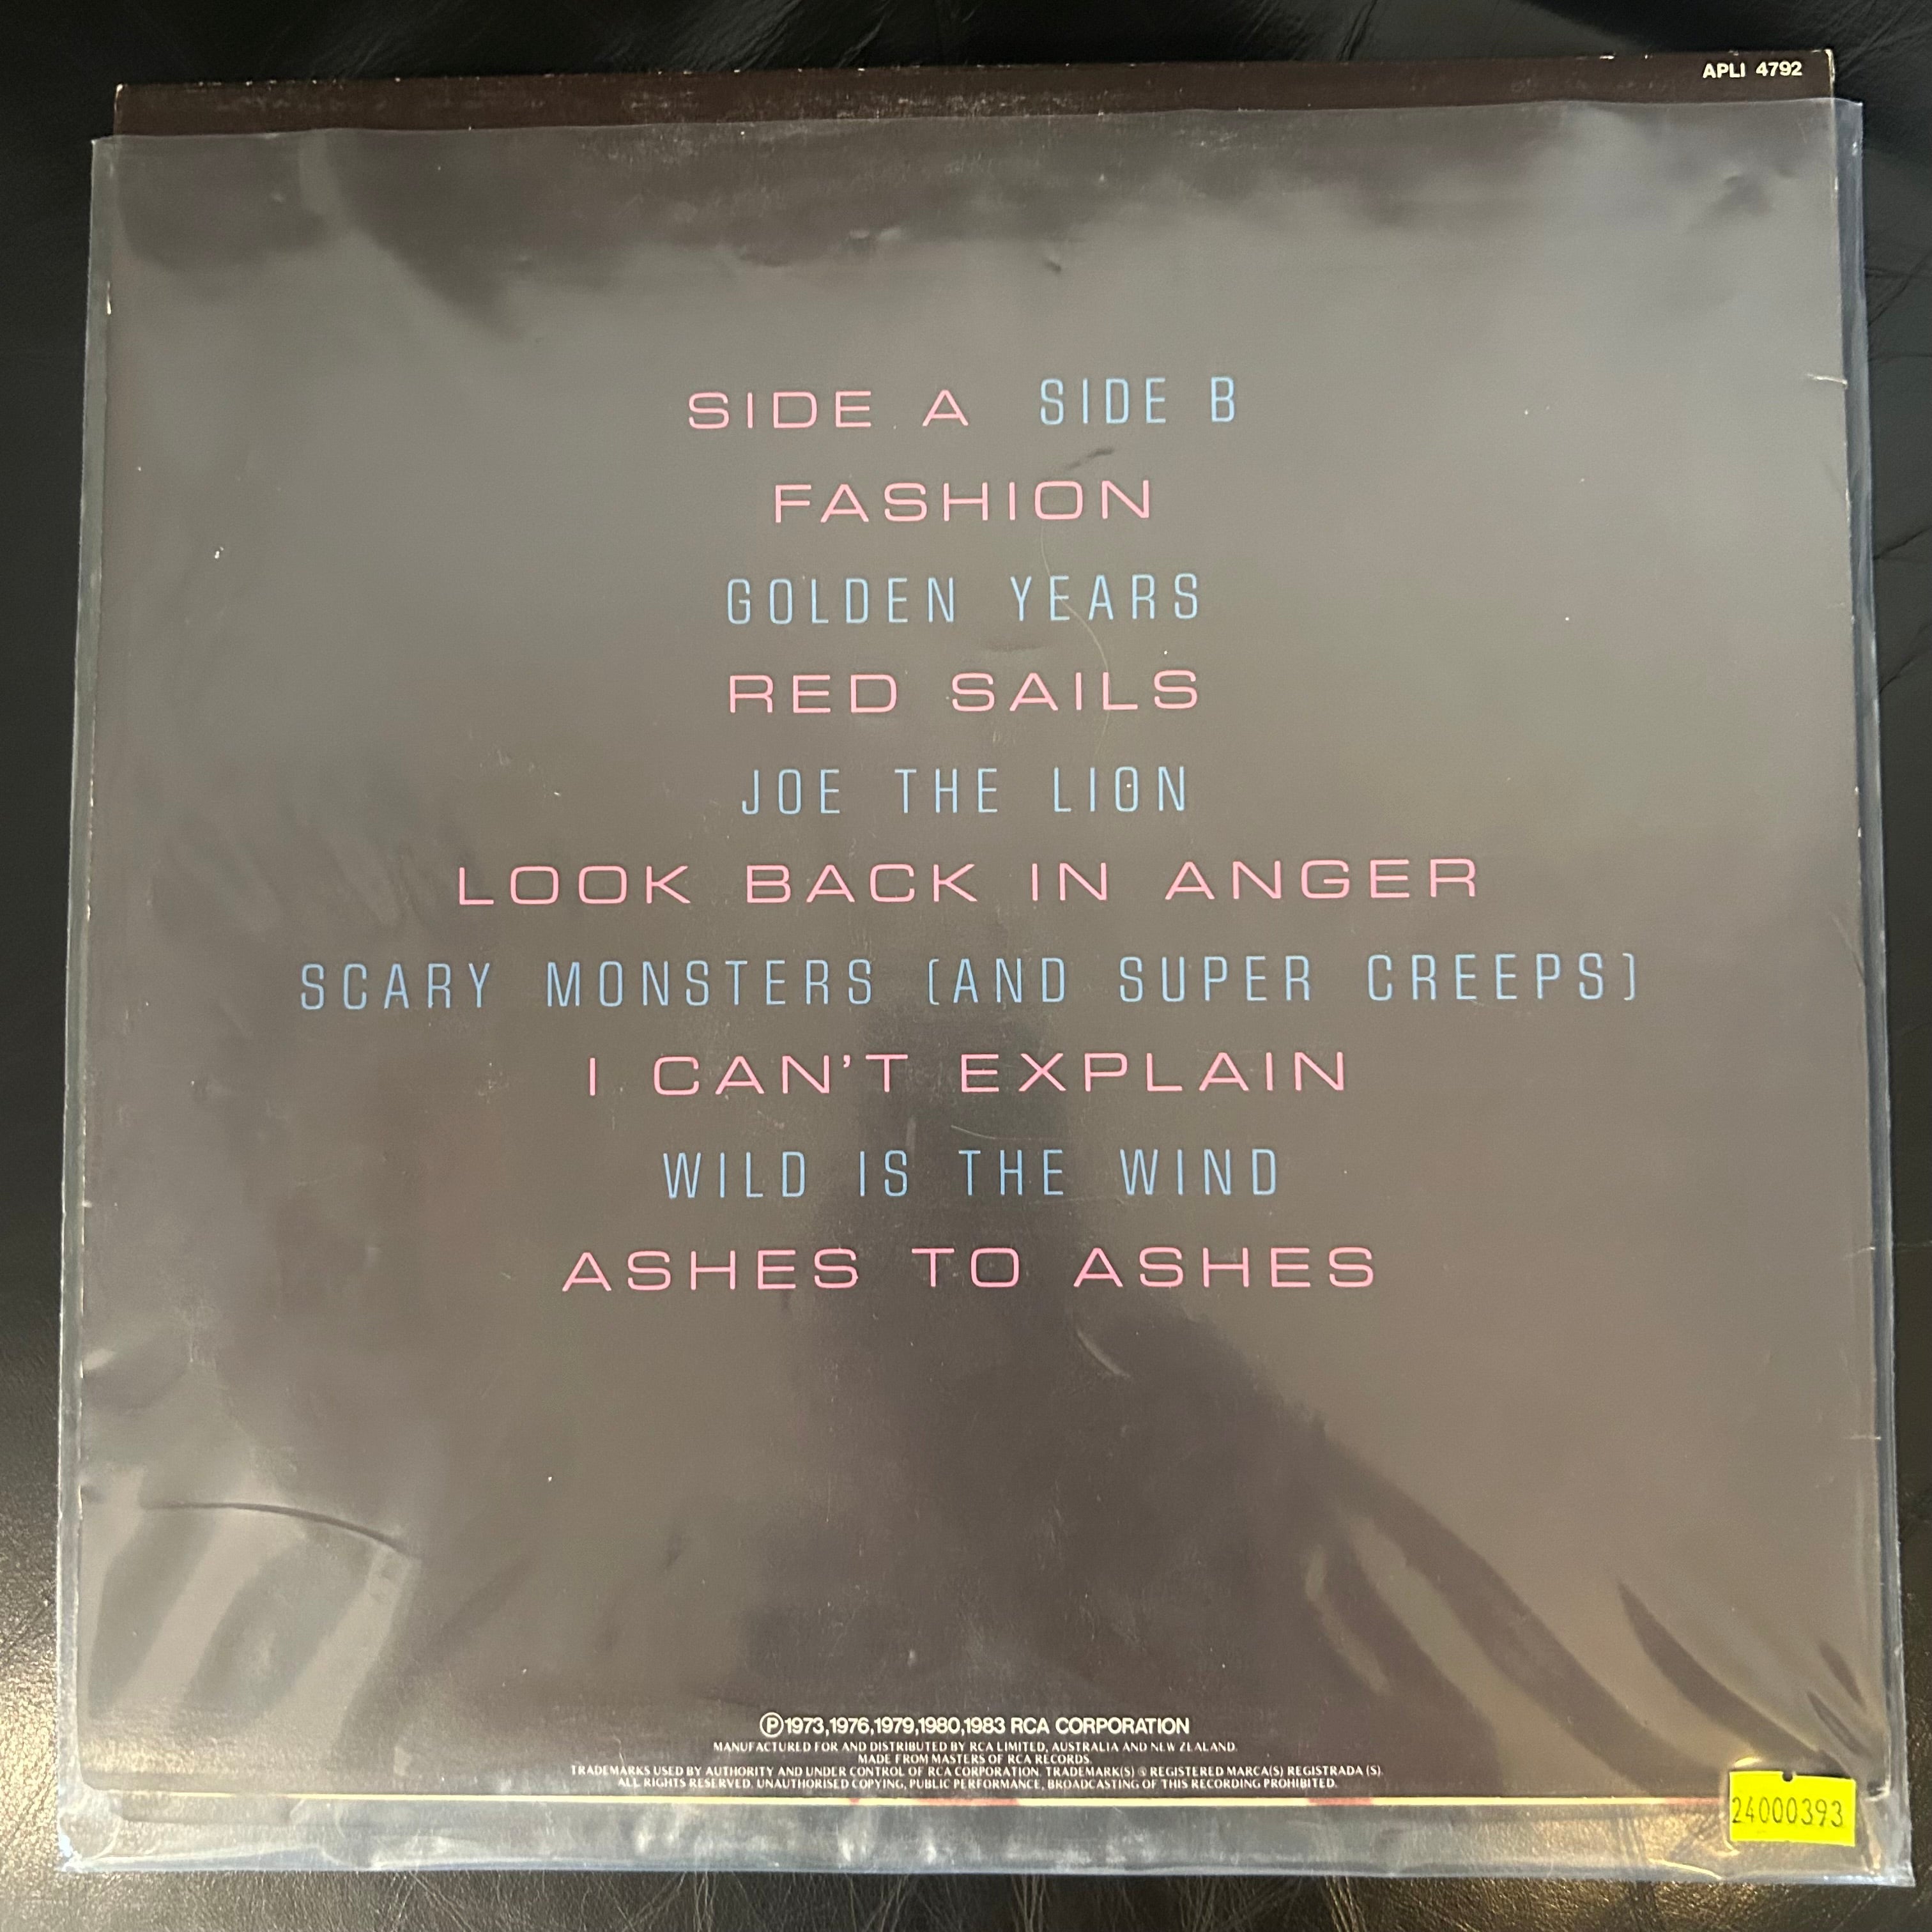 APLI 4792
SIDE A SIDE B
FASHION
GOLDEN YEARS
RED SAILS
JOE THE LION
LOOK BACK IN ANGER
SCARY MONSTERS (AND SUPER CREEPS)
I CAN'T EXPLAIN
WILD IS THE WIND
ASHES TO ASHES
Ⓟ1973,1976,1979,1980,1983 RCA CORPORATION
MANUFACTURED FOR AND DISTRIBUTED BY RCA LIMITED, AUSTRALIA AND NEW ZEALAND.
MADE FROM MASTERS OF RCA RECORDS.
TRADEMARKS USED BY AUTHORITY AND UNDER CONTROL OF RCA CORPORATION. TRADEMARK(S) ® REGISTERED MARCA(S) REGISTRADA (S).
ALL RIGHTS RESERVED. UNAUTHORISED COPYING, PUBLIC PERFORMANCE, BROADCASTING OF THIS RECORDING PROHIBITED.
24000393